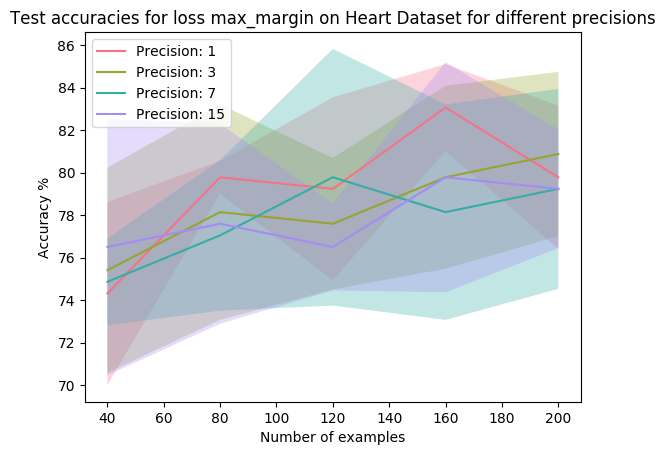 Test accuracies for loss max_margin on Heart Dataset for different precisions
Precision: 1
Precision: 3
Precision: 7
Precision: 15
Accuracy %
86
84
82
80
78
76
74
72
70
40 60 80 100 120 140 160 180 200
Number of examples